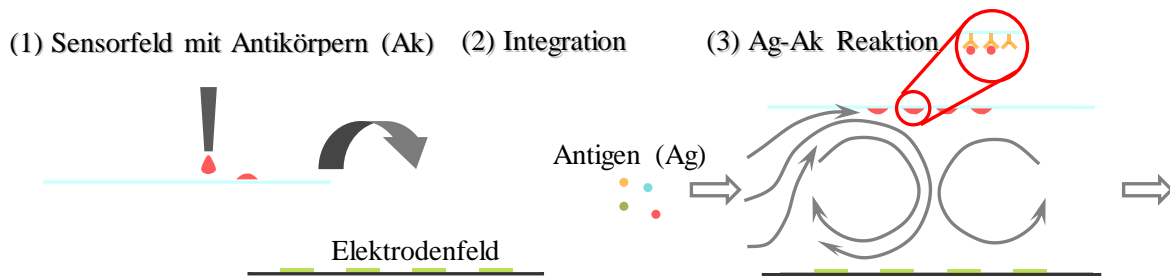 (1) Sensorfeld mit Antikörpern (Ak)
(2) Integration
(3) Ag-Ak Reaktion
Antigen (Ag)
Elektrodenfeld